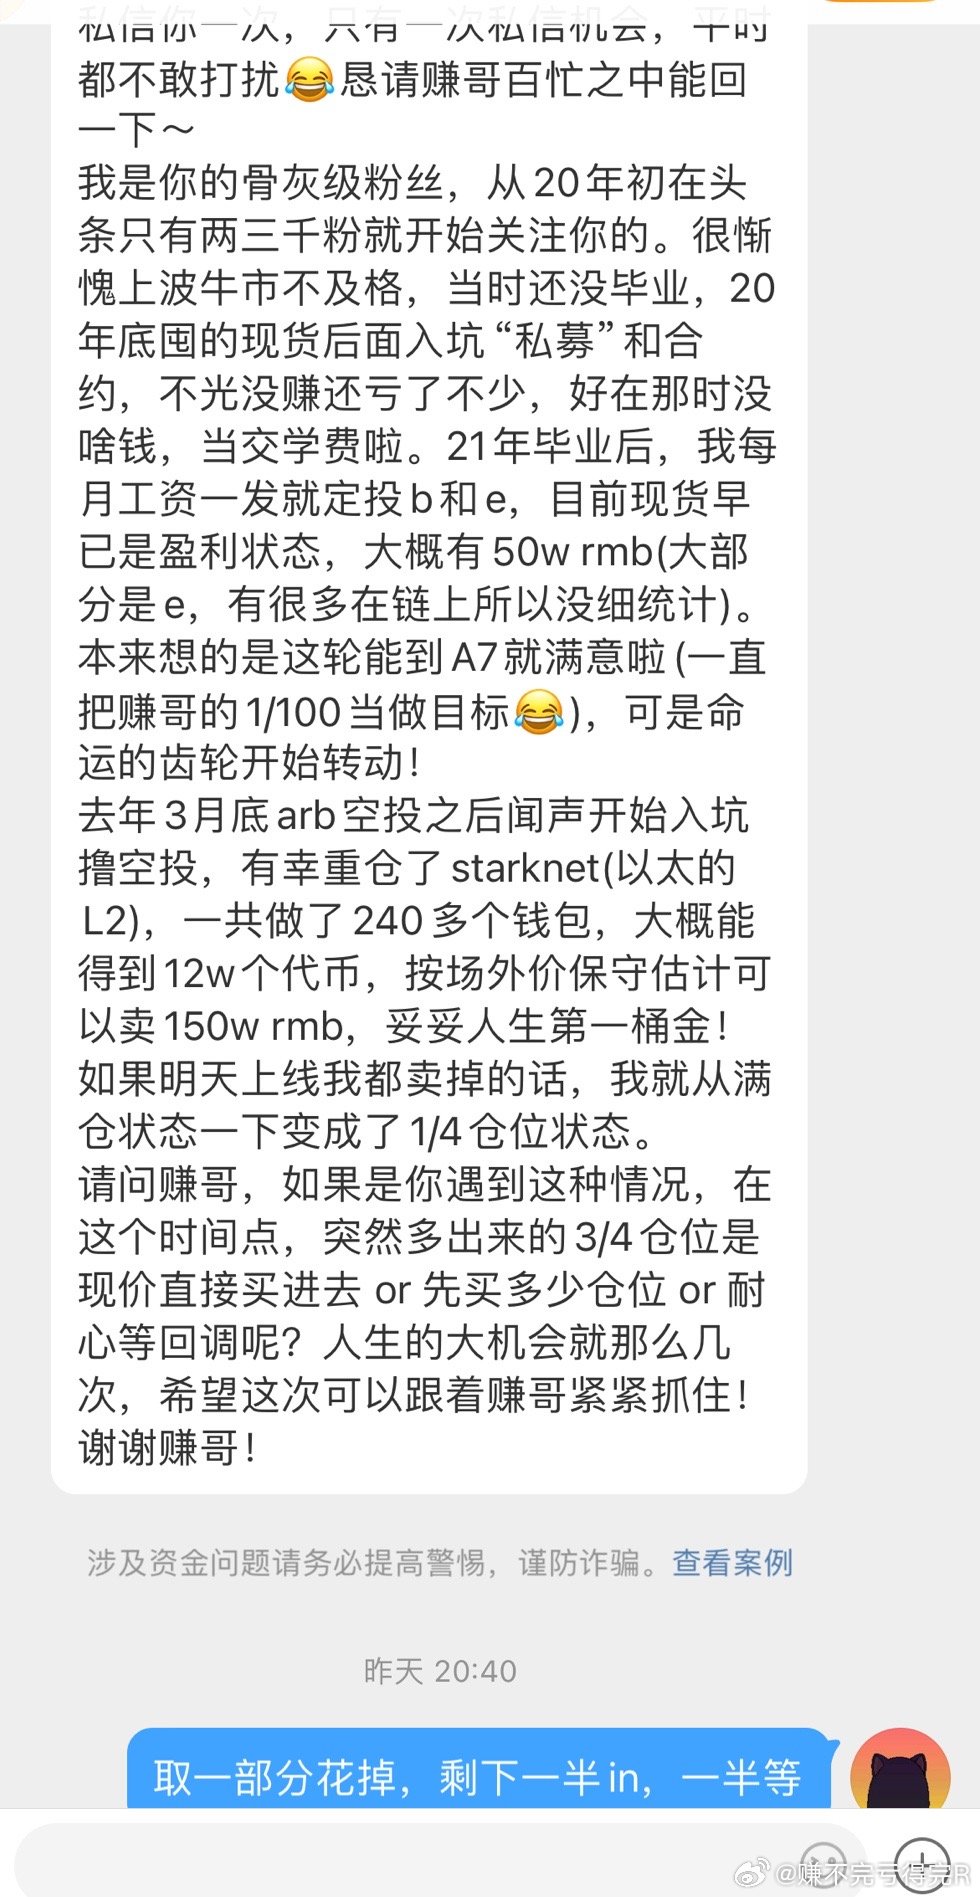 私信你一次，只有一次私信机会，平时
都不敢打扰😂恳请赚哥百忙之中能回
一下～
我是你的骨灰级粉丝，从20年初在头
条只有两三千粉就开始关注你的。很惭
愧上波牛市不及格，当时还没毕业，20
年底囤的现货后面入坑“私募”和合
约，不光没赚还亏了不少，好在那时没
啥钱，当交学费啦。21年毕业后，我每
月工资一发就定投b和e，目前现货早
已是盈利状态，大概有50w rmb(大部
分是e，有很多在链上所以没细统计)。
本来想的是这轮能到A7就满意啦(一直
把赚哥的1/100当做目标😂)，可是命
运的齿轮开始转动！
去年3月底arb空投之后闻声开始入坑
撸空投，有幸重仓了starknet(以太的
L2)，一共做了240多个钱包，大概能
得到12w个代币，按场外价保守估计可
以卖150w rmb，妥妥人生第一桶金！
如果明天上线我都卖掉的话，我就从满
仓状态一下变成了1/4仓位状态。
请问赚哥，如果是你遇到这种情况，在
这个时间点，突然多出来的3/4仓位是
现价直接买进去 or 先买多少仓位 or 耐
心等回调呢？人生的大机会就那么几
次，希望这次可以跟着赚哥紧紧抓住！
谢谢赚哥！
涉及资金问题请务必提高警惕，谨防诈骗。查看案例
昨天 20:40
取一部分花掉，剩下一半in，一半等
@赚不完亏得完R